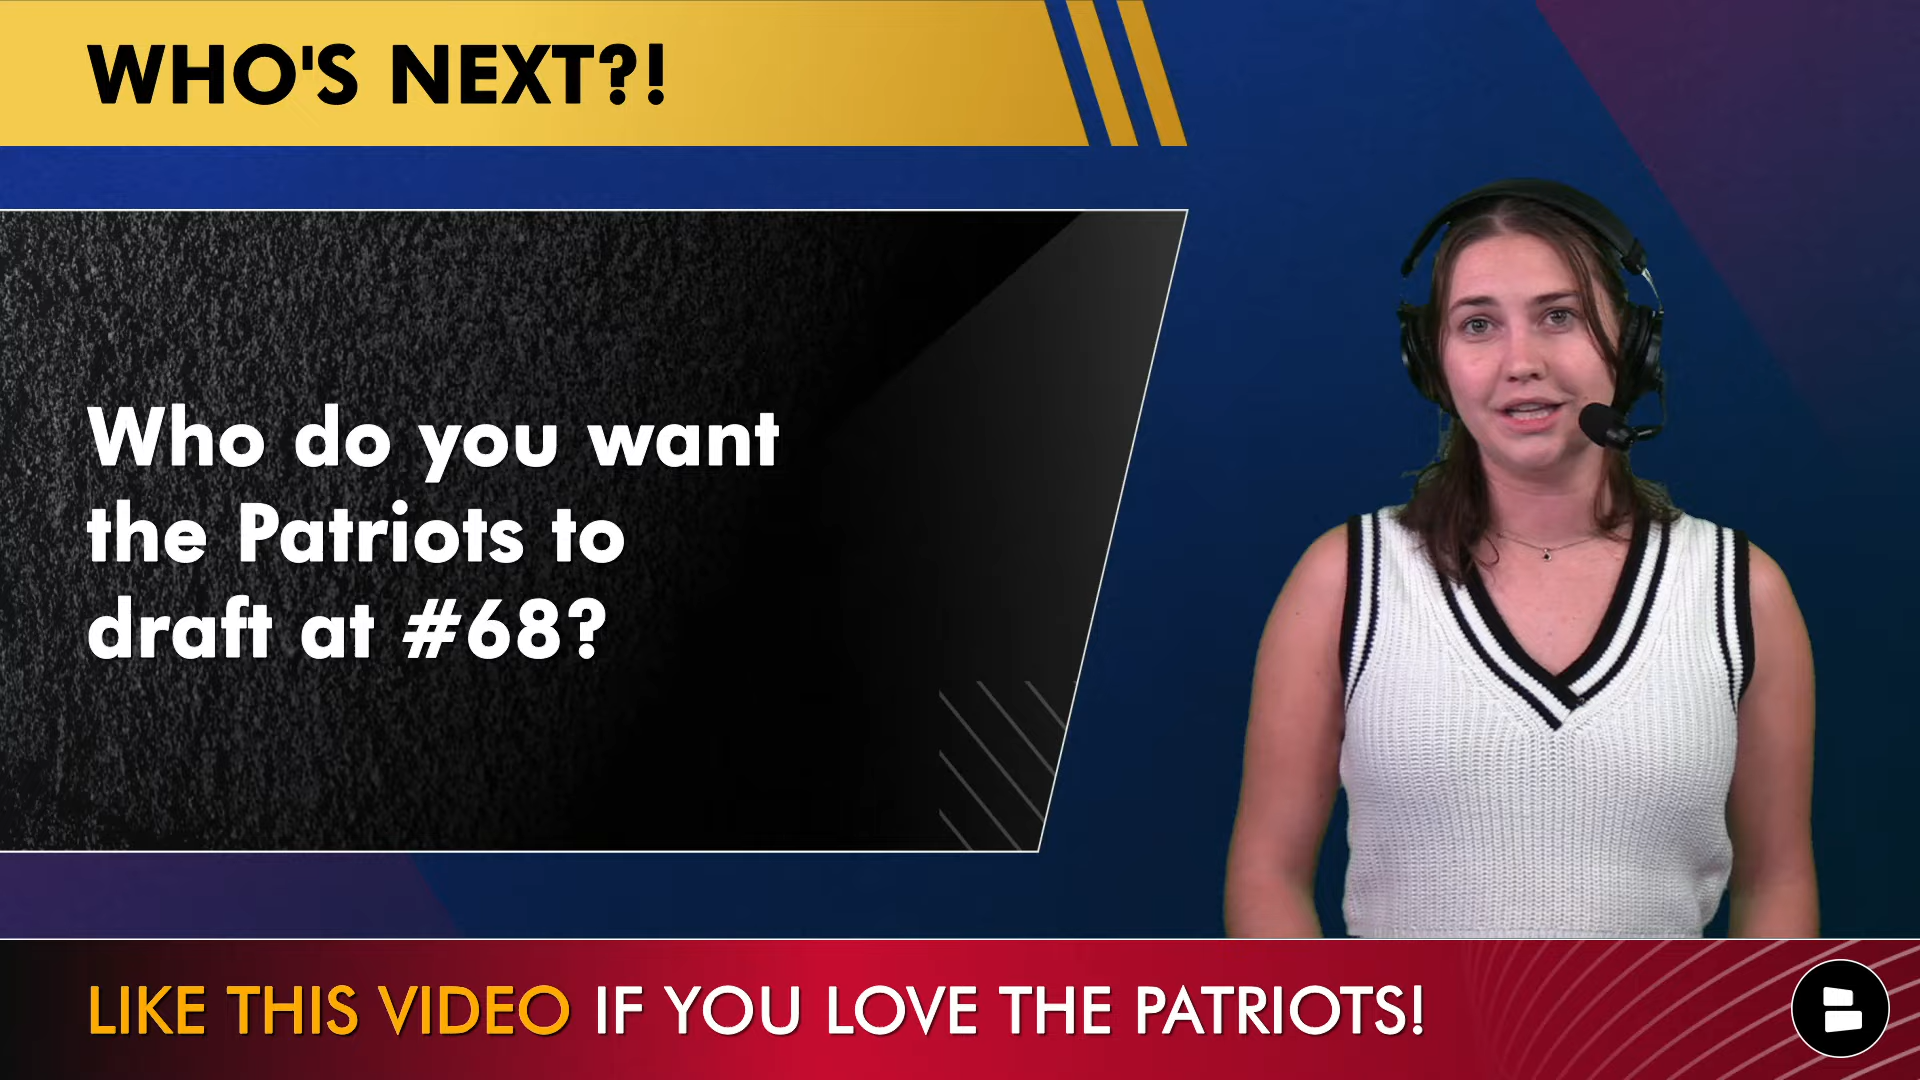 WHO'S NEXT?!
Who do you want
the Patriots to
draft at #68?
LIKE THIS VIDEO IF YOU LOVE THE PATRIOTS!